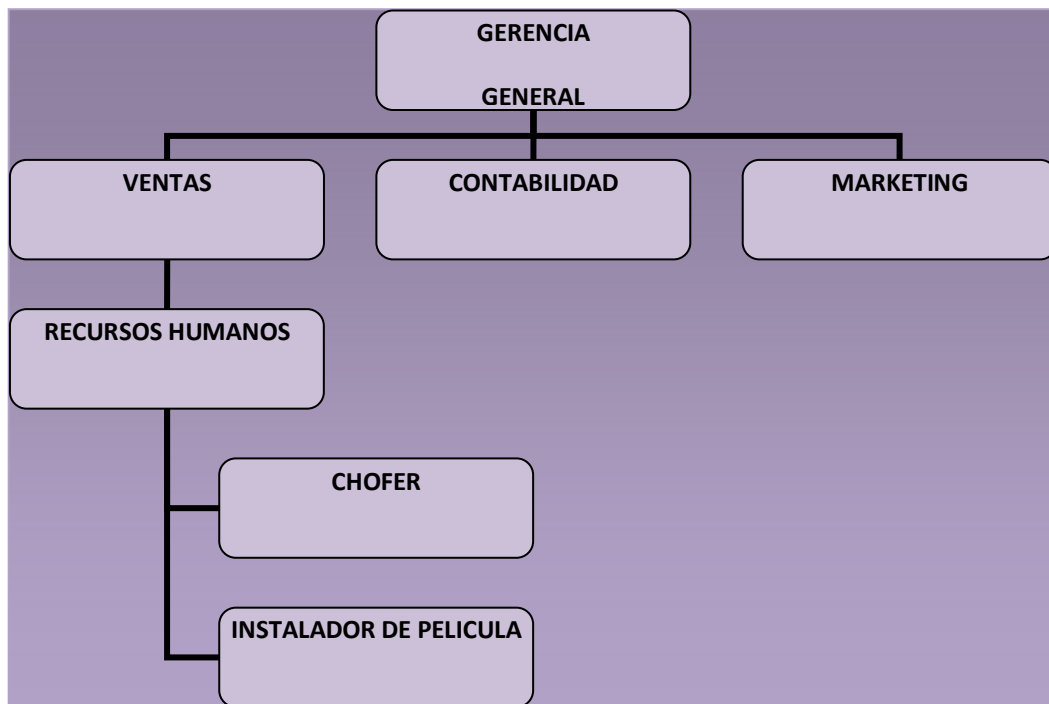 GERENCIA
GENERAL
VENTAS
CONTABILIDAD
MARKETING
RECURSOS HUMANOS
CHOFER
INSTALADOR DE PELICULA